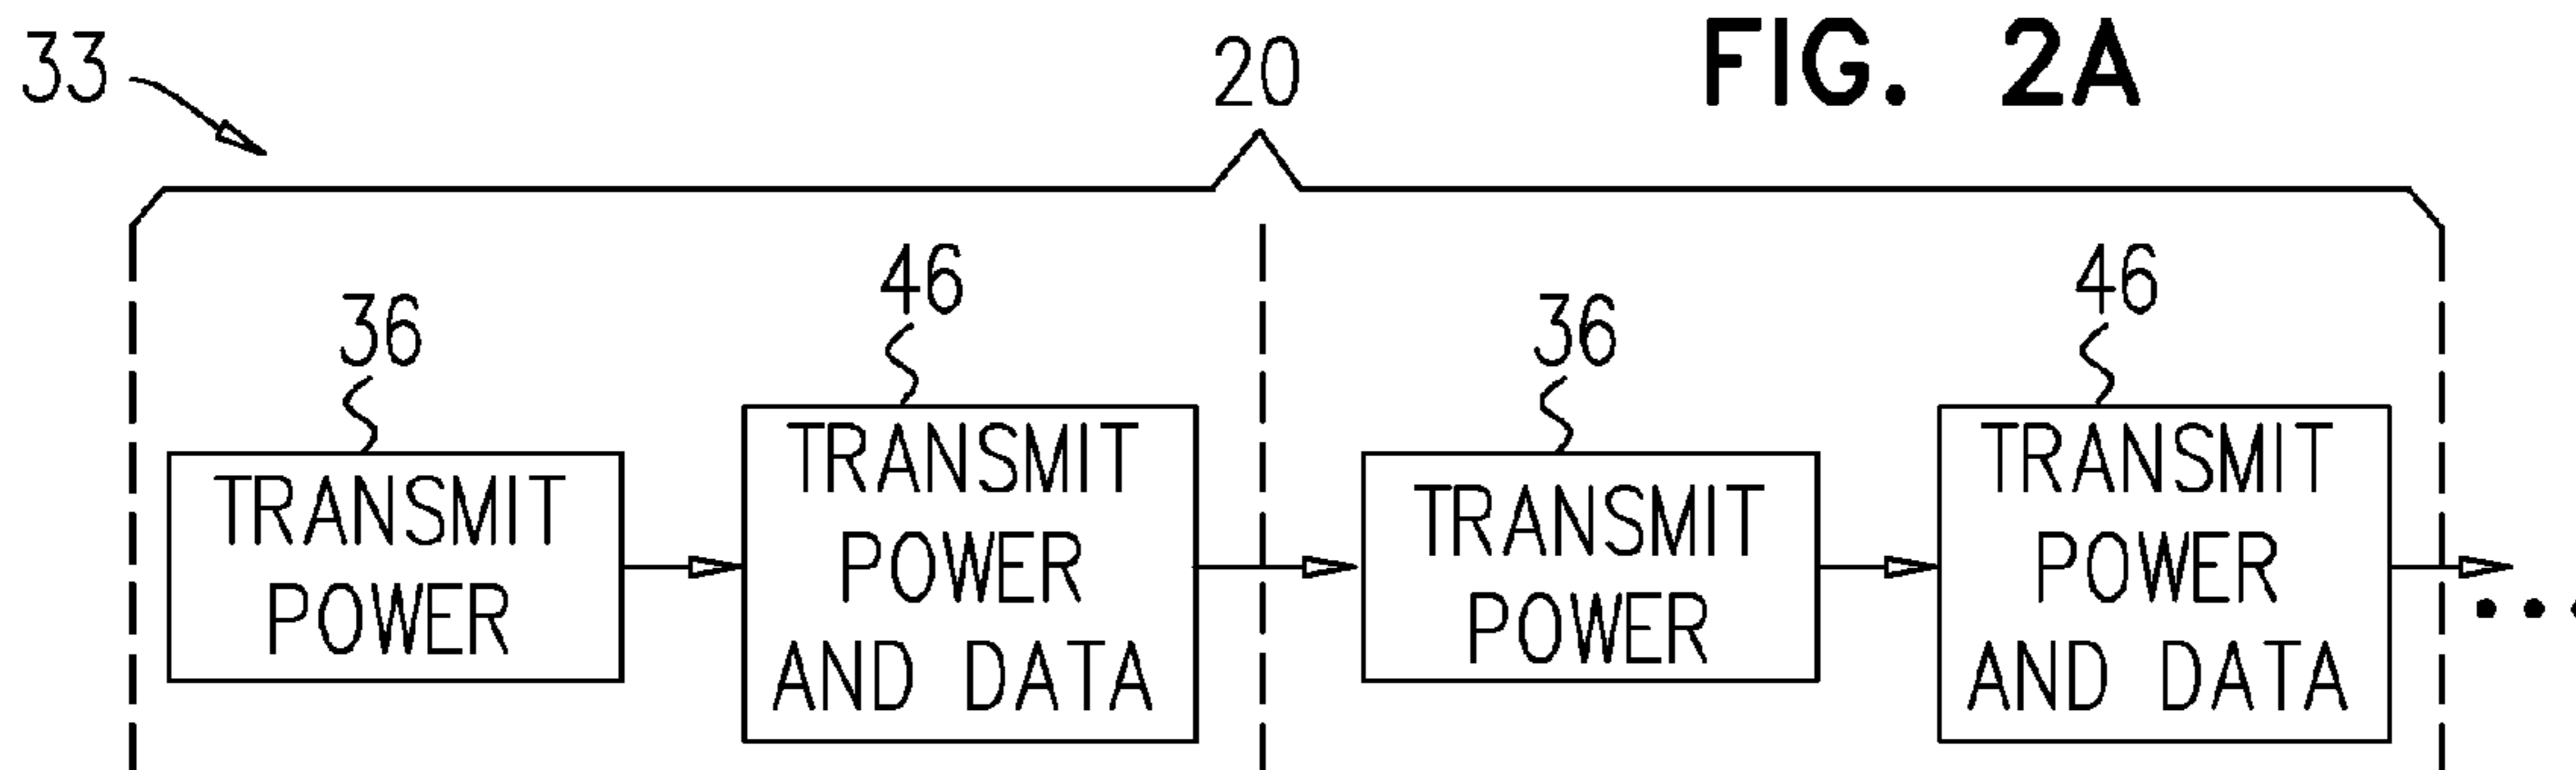 33
20
FIG. 2A
36
46
36
46
TRANSMIT
POWER
TRANSMIT
POWER
AND DATA
TRANSMIT
POWER
TRANSMIT
POWER
AND DATA